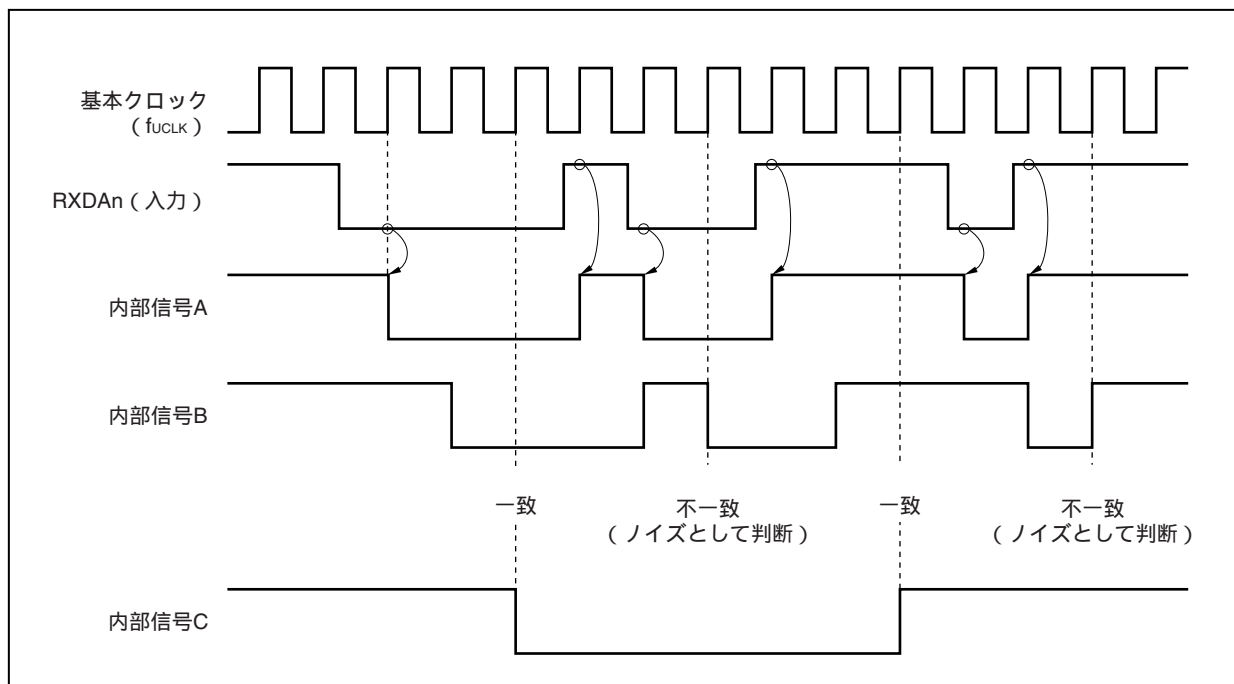 基本クロック
（fUCLK）
RXDAn（入力）
内部信号A
内部信号B
一致
不一致
（ノイズとして判断）
一致
不一致
（ノイズとして判断）
内部信号C